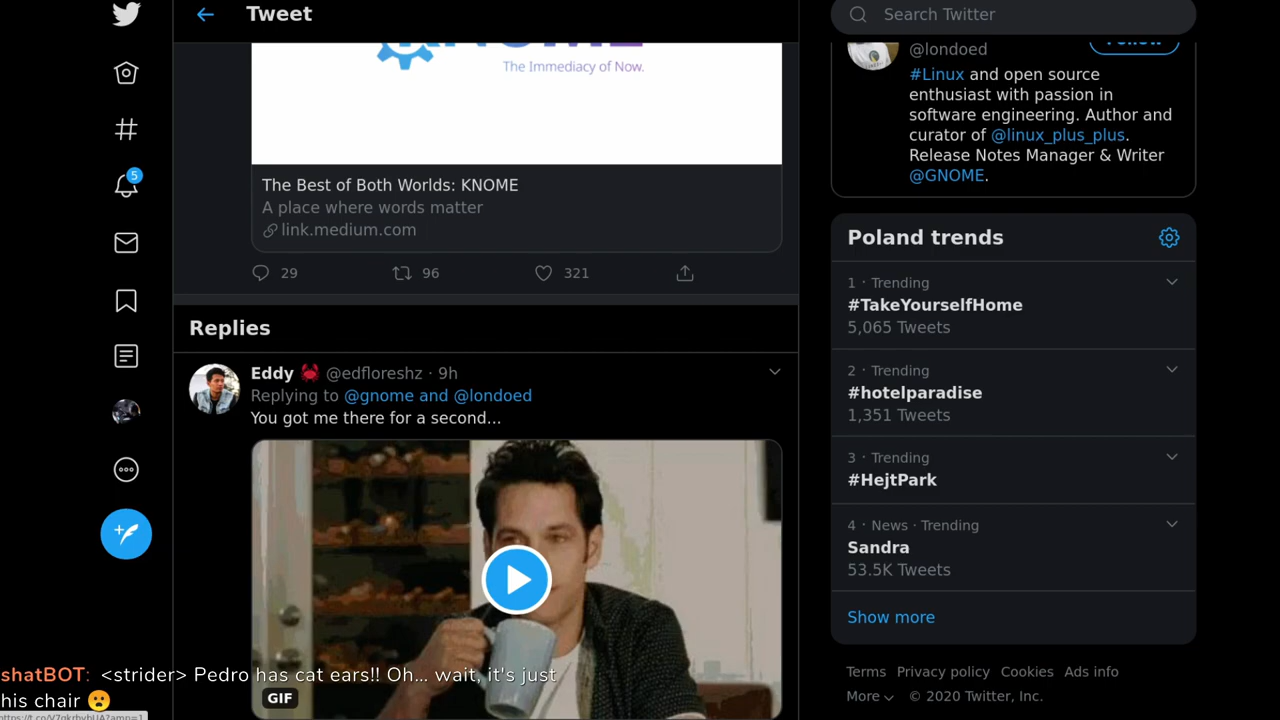 Tweet
Search Twitter
The Immediacy of Now.
@londoed
#Linux and open source
enthusiast with passion in
software engineering. Author and
curator of @linux_plus_plus.
Release Notes Manager & Writer
@GNOME.
5
The Best of Both Worlds: KNOME
A place where words matter
link.medium.com
29 96 321
Replies
Eddy @edfloreshz · 9h
Replying to @gnome and @londoed
You got me there for a second...
GIF
Poland trends
1 · Trending
#TakeYourselfHome
5,065 Tweets
2 · Trending
#hotelparadise
1,351 Tweets
3 · Trending
#HejtPark
4 · News · Trending
Sandra
53.5K Tweets
Show more
Terms Privacy policy Cookies Ads info
More © 2020 Twitter, Inc.
shatBOT: <strider> Pedro has cat ears!! Oh... wait, it's just
his chair 😮